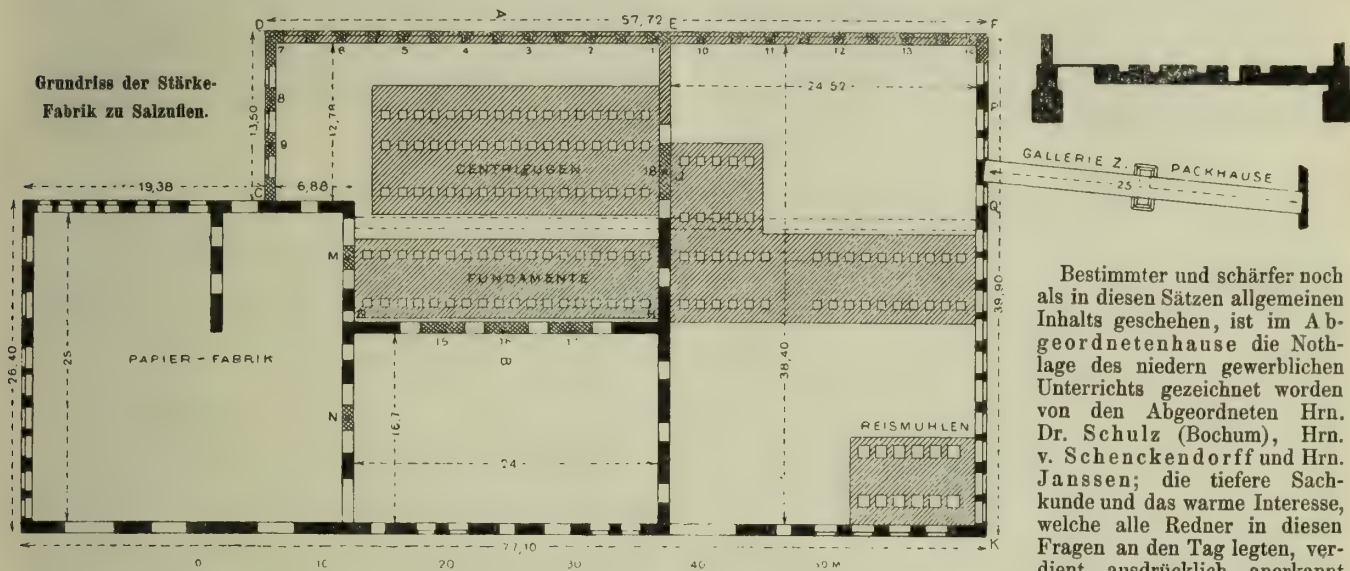 Grundriss der Stärke-
Fabrik zu Salzuflen.
D
A
57,72
E
F
7
6
5
4
3
2
1
10
11
12
13
8
9
13,50
12,78
24 52
P
C
19,38
6,88
CENTRIFUGEN
18
J
Q
GALLERIE Z. PACKHAUSE
25
M
FUNDAMENTE
G
H
15
16
17
B
26,40
25
PAPIER - FABRIK
N
16,7
24
38,40
39,90
REISMÜHLEN
K
77,10
0
10
20
30
40
50 M
Bestimmter und schärfer noch
als in diesen Sätzen allgemeinen
Inhalts geschehen, ist im Ab-
geordnetenhause die Noth-
lage des niedern gewerblichen
Unterrichts gezeichnet worden
von den Abgeordneten Hrn.
Dr. Schulz (Bochum), Hrn.
v. Schenckendorff und Hrn.
Janssen; die tiefere Sach-
kunde und das warme Interesse,
welche alle Redner in diesen
Fragen an den Tag legten, ver-
dient ausdrücklich anerkannt